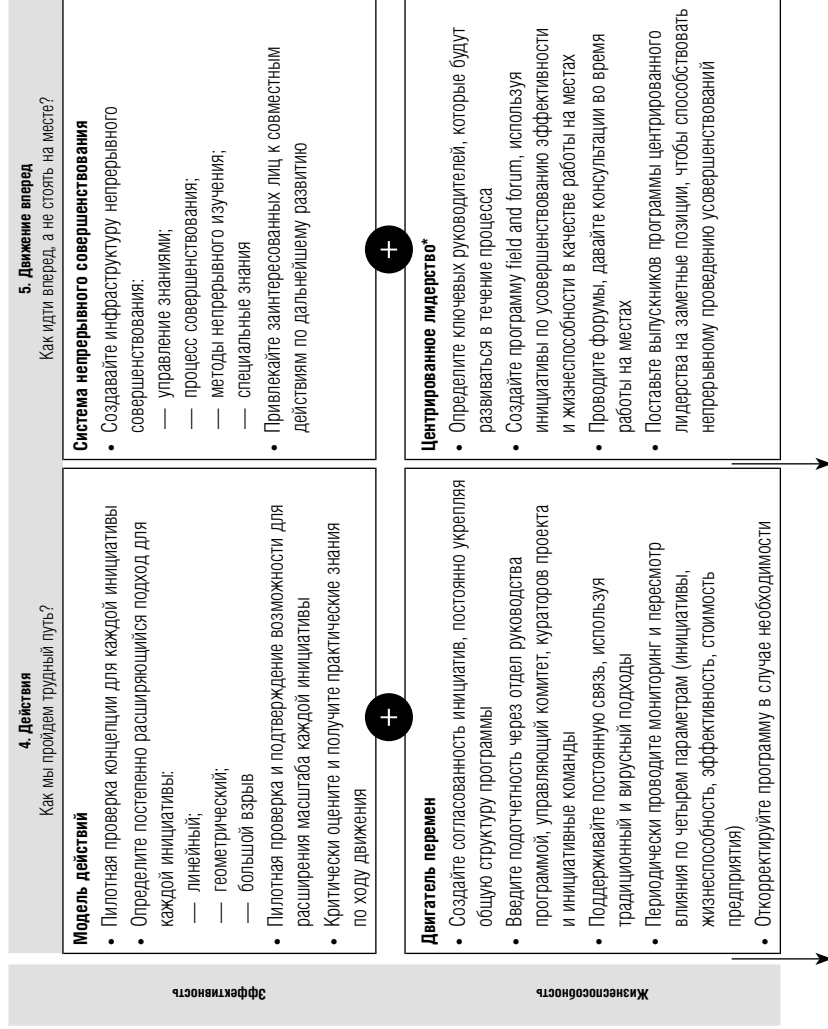 4. Действия
Как мы пройдем трудный путь?
5. Движение вперед
Как идти вперед, а не стоять на месте?
Эффективность
Модель действий
• Пилотная проверка концепции для каждой инициативы
• Определите постепенно расширяющийся подход для
каждой инициативы:
— линейный;
— геометрический;
— большой взрыв
• Пилотная проверка и подтверждение возможности для
расширения масштаба каждой инициативы
• Критически оцените и получите практические знания
по ходу движения
Система непрерывного совершенствования
• Создавайте инфраструктуру непрерывного
совершенствования:
— управление знаниями;
— процесс совершенствования;
— методы непрерывного изучения;
— специальные знания
• Привлекайте заинтересованных лиц к совместным
действиям по дальнейшему развитию
+
+
Жизнеспособность
Двигатель перемен
• Создайте согласованность инициатив, постоянно укрепляя
общую структуру программы
• Введите подотчетность через отдел руководства
программой, управляющий комитет, кураторов проекта
и инициативные команды
• Поддерживайте постоянную связь, используя
традиционный и вирусный подходы
• Периодически проводите мониторинг и пересмотр
влияния по четырем параметрам (инициативы,
жизнеспособность, эффективность, стоимость
предприятия)
• Откорректируйте программу в случае необходимости
Центрированное лидерство*
• Определите ключевых руководителей, которые будут
развиваться в течение процесса
• Создайте программу field and forum, используя
инициативы по усовершенствованию эффективности
и жизнеспособности в качестве работы на местах
• Проводите форумы, давайте консультации во время
работы на местах
• Поставьте выпускников программы центрированного
лидерства на заметные позиции, чтобы способствовать
непрерывному проведению усовершенствований